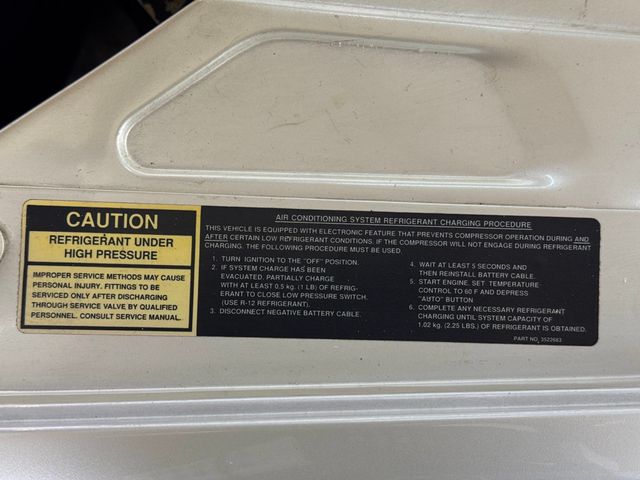 CAUTION
REFRIGERANT UNDER
HIGH PRESSURE
IMPROPER SERVICE METHODS MAY CAUSE
PERSONAL INJURY. FITTINGS TO BE
SERVICED ONLY AFTER DISCHARGING
THROUGH SERVICE VALVE BY QUALIFIED
PERSONNEL. CONSULT SERVICE MANUAL.
AIR CONDITIONING SYSTEM REFRIGERANT CHARGING PROCEDURE
THIS VEHICLE IS EQUIPPED WITH ELECTRONIC FEATURE THAT PREVENTS COMPRESSOR OPERATION DURING AND
AFTER CERTAIN LOW REFRIGERANT CONDITIONS. IF THE COMPRESSOR WILL NOT ENGAGE DURING REFRIGERANT
CHARGING, THE FOLLOWING PROCEDURE MUST BE USED.
1. TURN IGNITION TO THE "OFF" POSITION.
2. IF SYSTEM CHARGE HAS BEEN
EVACUATED, PARTIALLY CHARGE
WITH AT LEAST 0.5 kg. (1 LB) OF REFRIG-
ERANT TO CLOSE LOW PRESSURE SWITCH.
(USE R-12 REFRIGERANT).
3. DISCONNECT NEGATIVE BATTERY CABLE.
4. WAIT AT LEAST 5 SECONDS AND
THEN REINSTALL BATTERY CABLE.
5. START ENGINE. SET TEMPERATURE
CONTROL TO 60 F AND DEPRESS
"AUTO" BUTTON
6. COMPLETE ANY NECESSARY REFRIGERANT
CHARGING UNTIL SYSTEM CAPACITY OF
1.02 kg. (2.25 LBS.) OF REFRIGERANT IS OBTAINED.
PART NO. 3522683